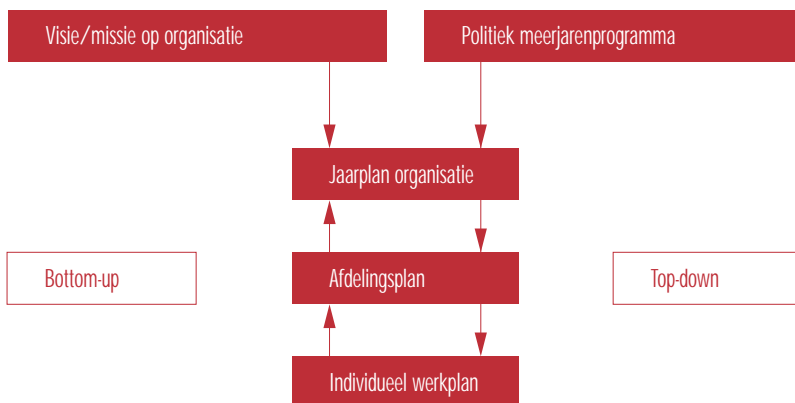 Visie/missie op organisatie
Politiek meerjarenprogramma
Jaarplan organisatie
Bottom-up
Afdelingsplan
Top-down
Individueel werkplan